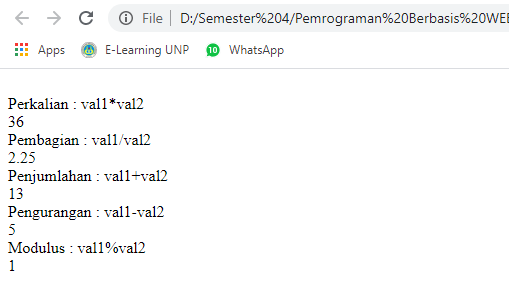 File | D:/Semester%204/Pemrograman%20Berbasis%20WEB
Apps E-Learning UNP 10 WhatsApp
Perkalian : val1*val2
36
Pembagian : val1/val2
2.25
Penjumlahan : val1+val2
13
Pengurangan : val1-val2
5
Modulus : val1%val2
1